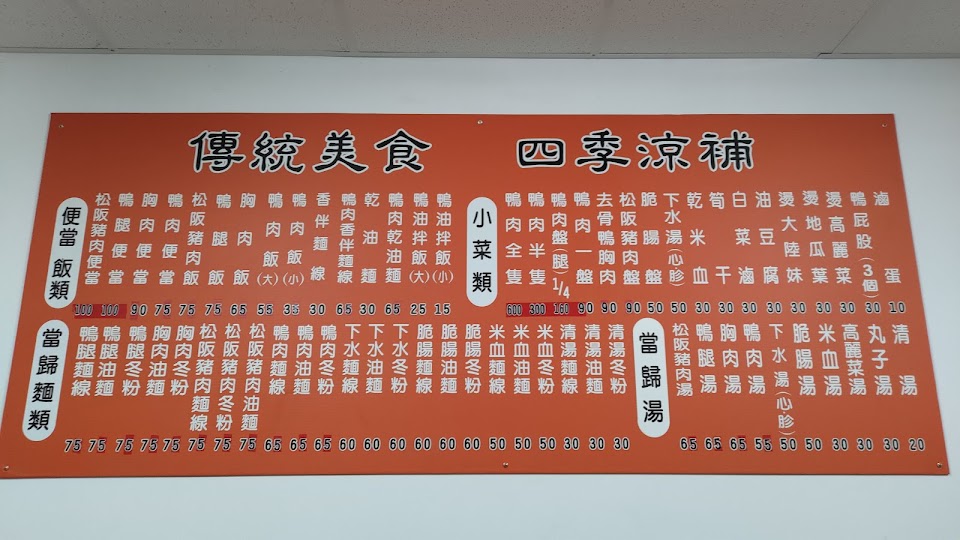 傳統美食 四季涼補
便當 飯類
松阪豬肉便當 100
鴨腿便當 100
胸肉便當 90
鴨肉便當 75
松阪豬肉飯 75
鴨腿飯 75
胸肉飯 65
鴨肉飯(大) 55
鴨肉飯(小) 35
香伴麵線 30
鴨肉香伴麵線 65
乾油麵 30
鴨肉乾油麵 65
鴨油拌飯(大) 25
鴨油拌飯(小) 15
小菜類
鴨肉全隻 600
鴨肉半隻 300
鴨肉盤(腿)1/4 160
鴨肉一盤 90
去骨鴨胸肉 90
松阪豬肉盤 90
脆腸盤 50
下水湯(心胗) 50
乾米血 30
筍干 30
白菜滷 30
油豆腐 30
燙大陸妹 30
燙地瓜葉 30
燙高麗菜 30
鴨屁股(3個) 30
滷蛋 10
當歸麵類
鴨腿麵線 75
鴨腿油麵 75
鴨腿冬粉 75
胸肉油麵 75
胸肉冬粉 75
松阪豬肉麵線 75
松阪豬肉冬粉 75
松阪豬肉油麵 75
鴨肉麵線 65
鴨肉油麵 65
鴨肉冬粉 65
下水麵線 60
下水油麵 60
下水冬粉 60
脆腸麵線 60
脆腸油麵 60
脆腸冬粉 60
米血麵線 50
米血油麵 50
米血冬粉 50
清湯麵線 30
清湯油麵 30
清湯冬粉 30
當歸湯
松阪豬肉湯 65
鴨腿湯 65
胸肉湯 65
鴨肉湯 55
下水湯(心胗) 50
脆腸湯 50
米血湯 30
高麗菜湯 30
丸子湯 30
清湯 20